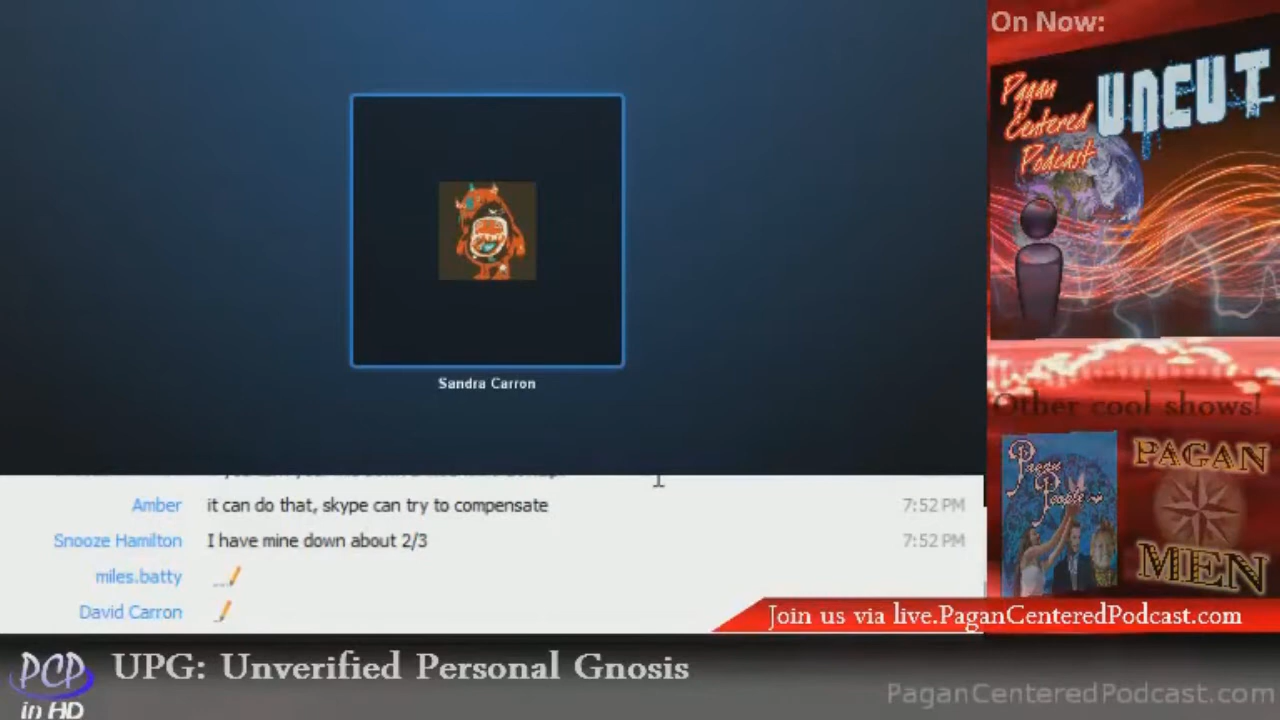 On Now:
Pagan
Centered
Podcast
UNCUT
Sandra Carron
Other cool shows!
Pagan
People
PAGAN
MEN
Amber it can do that, skype can try to compensate 7:52 PM
Snooze Hamilton I have mine down about 2/3 7:52 PM
miles.batty
David Carron
Join us via live.PaganCenteredPodcast.com
PCP
in HD
UPG: Unverified Personal Gnosis
PaganCenteredPodcast.com